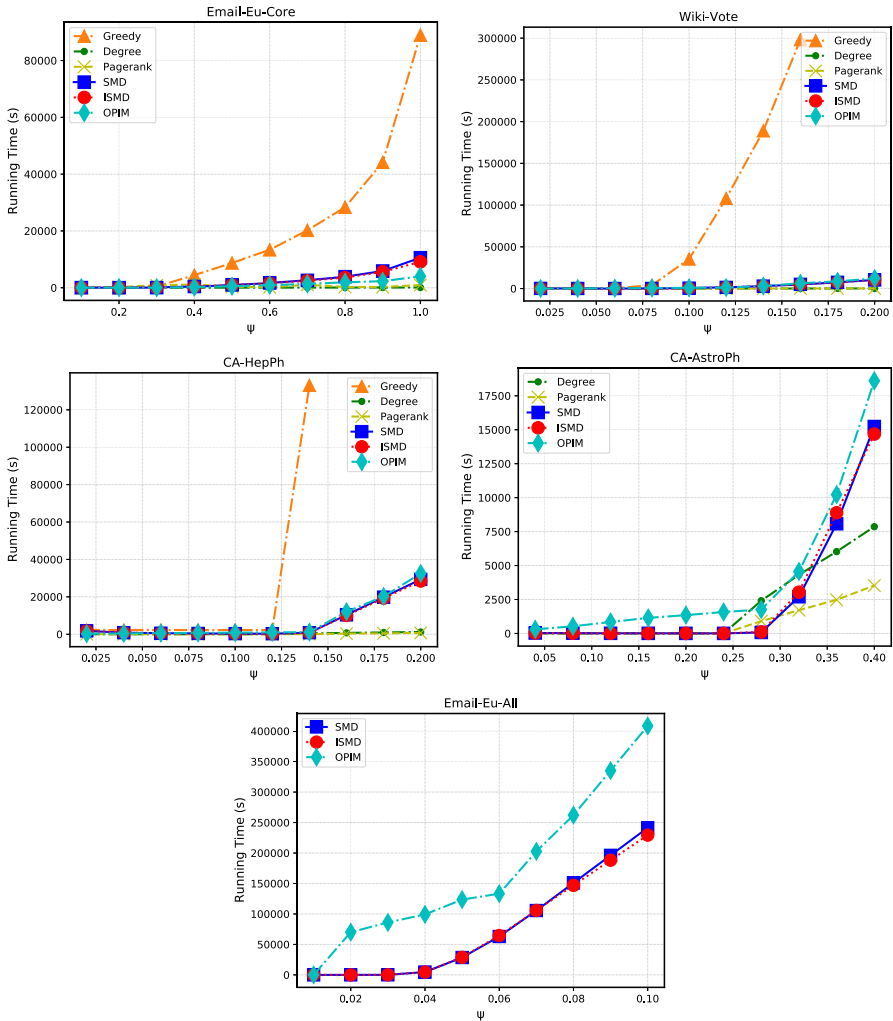 Email-Eu-Core
Running Time (s)
80000
60000
40000
20000
0
Greedy
Degree
Pagerank
SMD
ISMD
OPIM
0.2
0.4
0.6
0.8
1.0
ψ
Wiki-Vote
Running Time (s)
300000
250000
200000
150000
100000
50000
0
Greedy
Degree
Pagerank
SMD
ISMD
OPIM
0.025
0.050
0.075
0.100
0.125
0.150
0.175
0.200
ψ
CA-HepPh
Running Time (s)
120000
100000
80000
60000
40000
20000
0
Greedy
Degree
Pagerank
SMD
ISMD
OPIM
0.025
0.050
0.075
0.100
0.125
0.150
0.175
0.200
ψ
CA-AstroPh
Running Time (s)
17500
15000
12500
10000
7500
5000
2500
0
Degree
Pagerank
SMD
ISMD
OPIM
0.05
0.10
0.15
0.20
0.25
0.30
0.35
0.40
ψ
Email-Eu-All
Running Time (s)
400000
350000
300000
250000
200000
150000
100000
50000
0
SMD
ISMD
OPIM
0.02
0.04
0.06
0.08
0.10
ψ